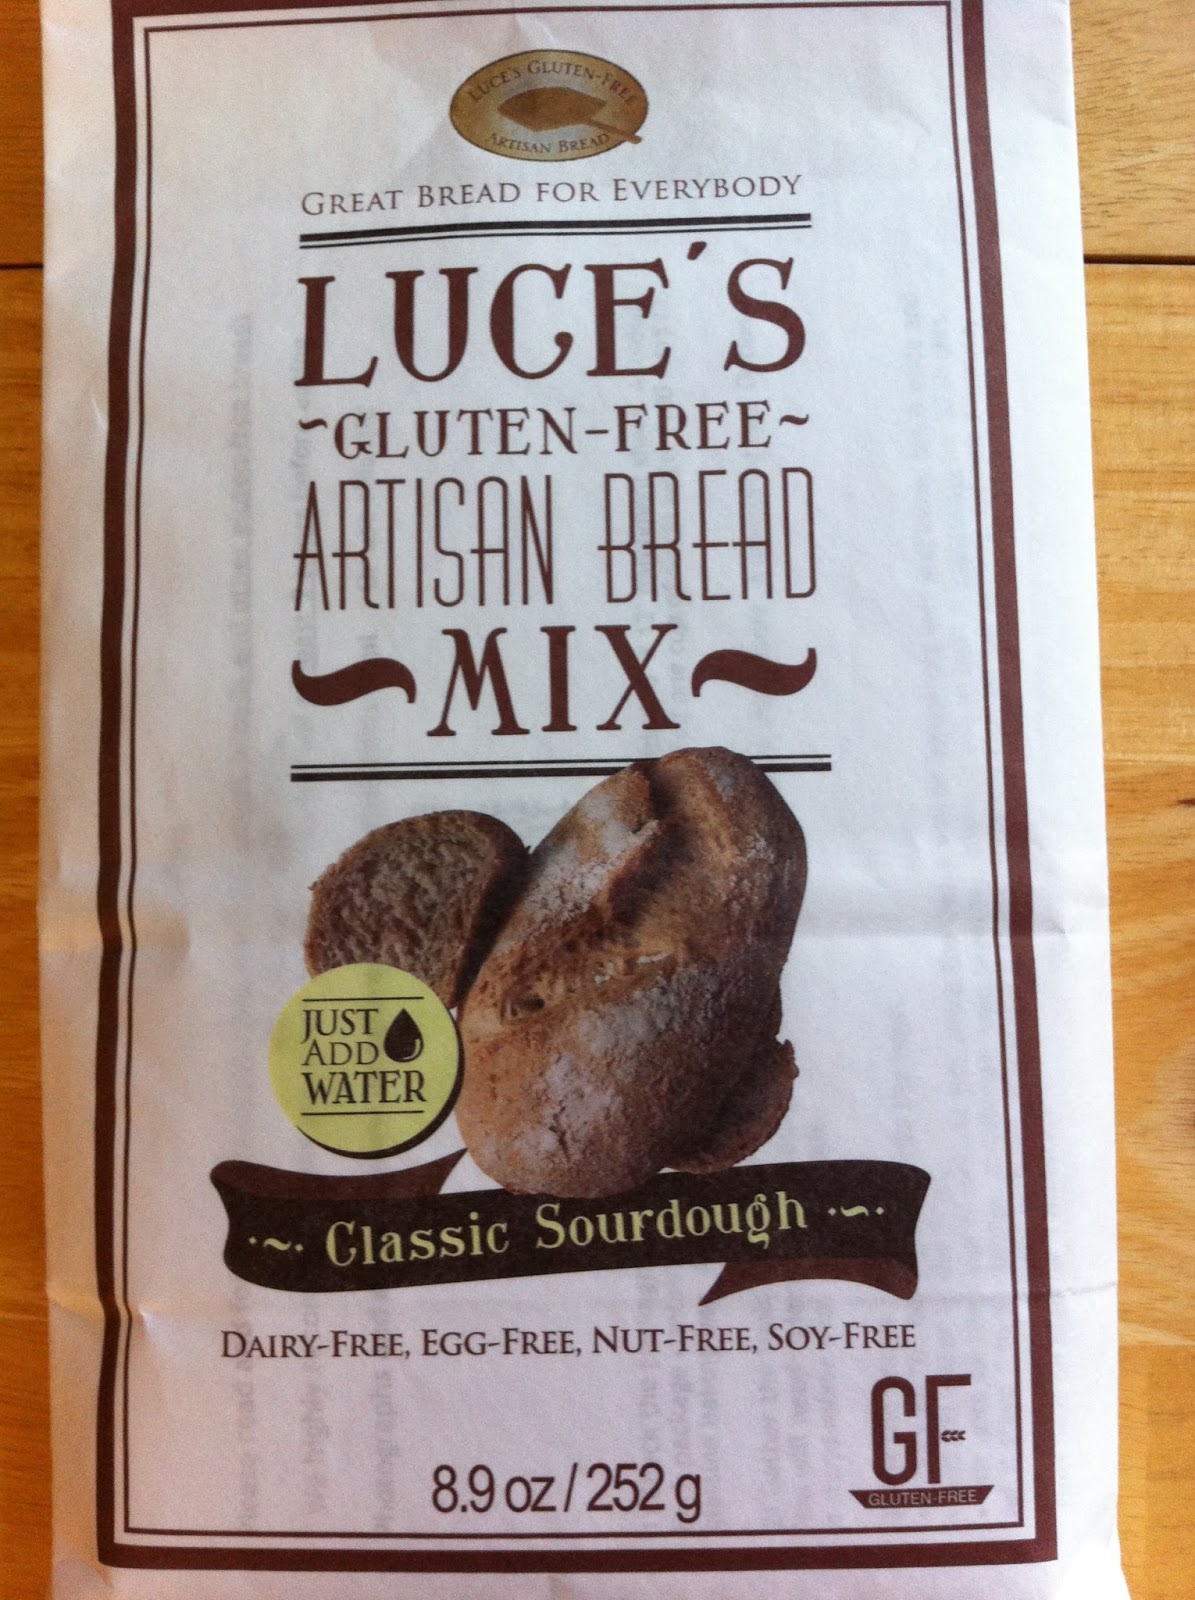 LUCE'S GLUTEN-FREE
ARTISAN BREAD
GREAT BREAD FOR EVERYBODY
LUCE'S
~GLUTEN-FREE~
ARTISAN BREAD
~MIX~
JUST
ADD
WATER
Classic Sourdough
DAIRY-FREE, EGG-FREE, NUT-FREE, SOY-FREE
GF
GLUTEN-FREE
8.9 oz / 252 g